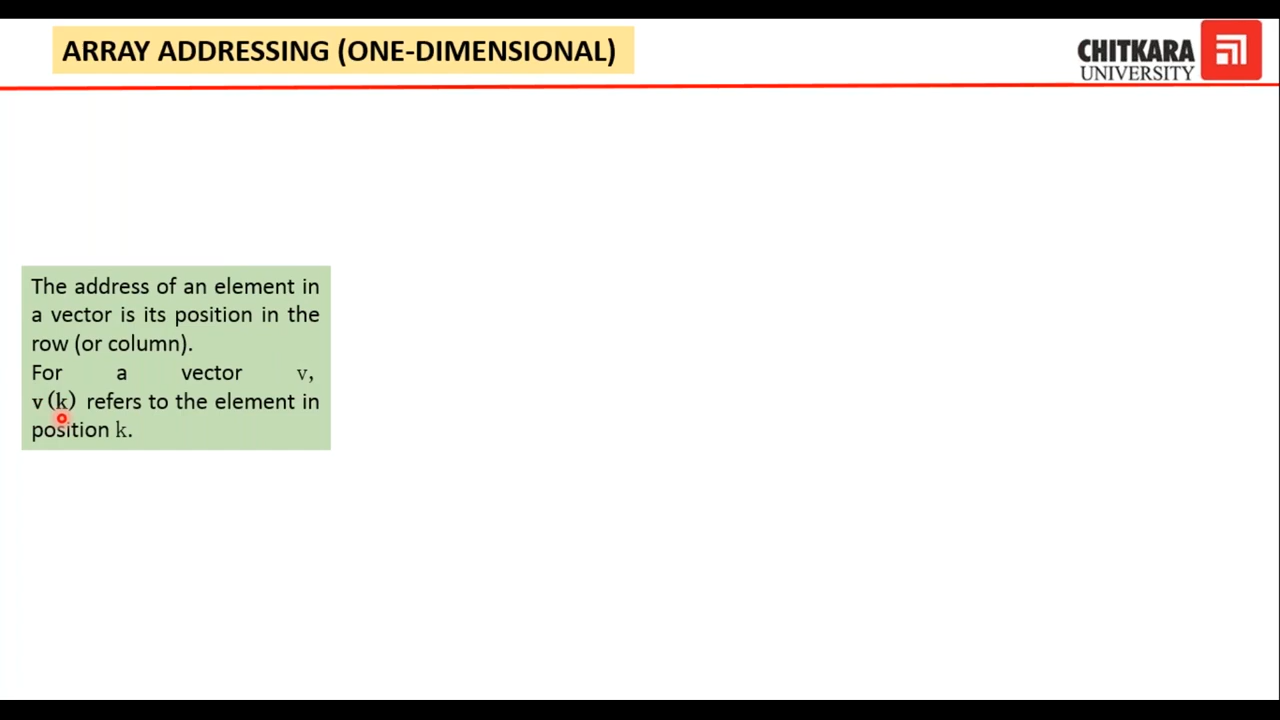 ARRAY ADDRESSING (ONE-DIMENSIONAL)
CHITKARA
UNIVERSITY
The address of an element in
a vector is its position in the
row (or column).
For a vector v,
v(k) refers to the element in
position k.